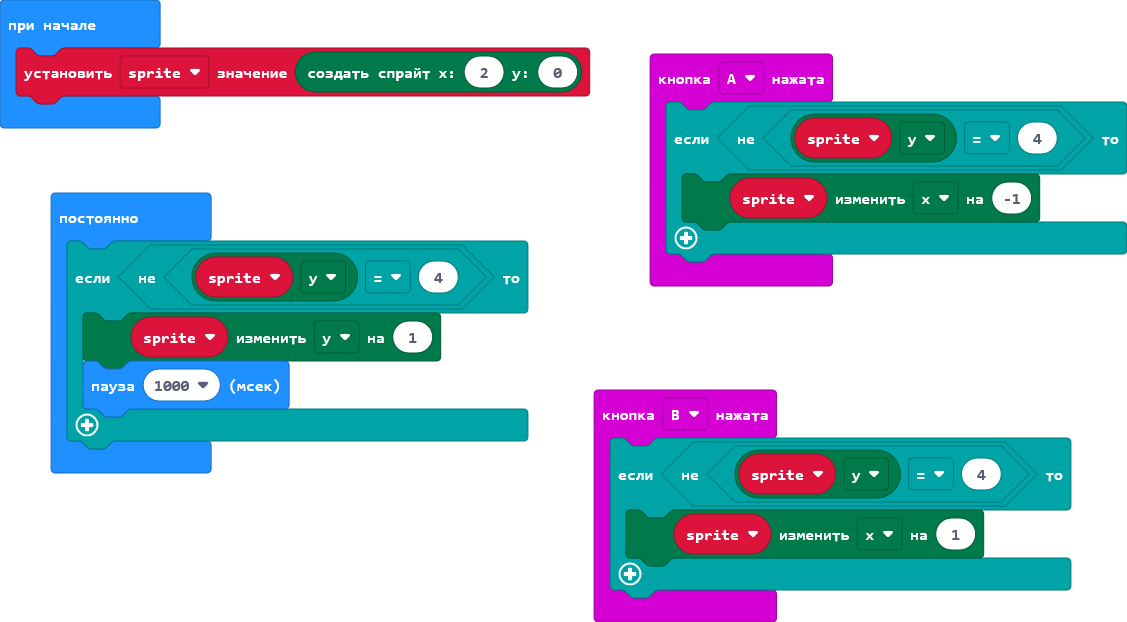 при начале
установить sprite значение создать спрайт x: 2 y: 0
постоянно
если не sprite y = 4 то
sprite изменить y на 1
пауза 1000 (мсек)
кнопка A нажата
если не sprite y = 4 то
sprite изменить x на -1
кнопка B нажата
если не sprite y = 4 то
sprite изменить x на 1